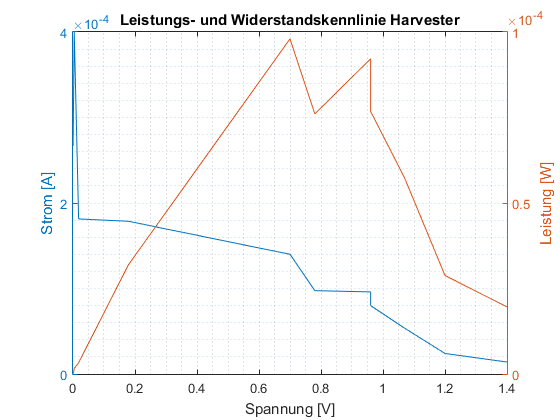 Leistungs- und Widerstandskennlinie Harvester
×10⁻⁴
×10⁻⁴
4
2
0
Strom [A]
1
0.5
0
Leistung [W]
0 0.2 0.4 0.6 0.8 1 1.2 1.4
Spannung [V]